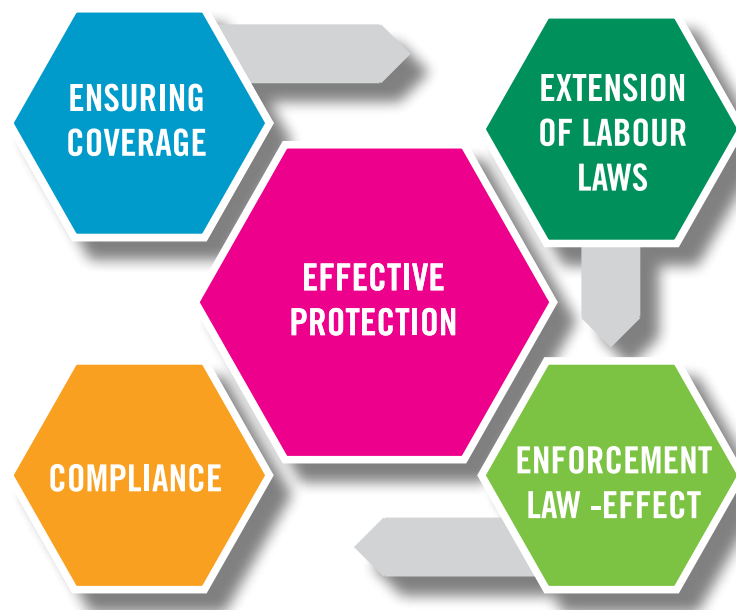 ENSURING
COVERAGE
EXTENSION
OF LABOUR
LAWS
EFFECTIVE
PROTECTION
COMPLIANCE
ENFORCEMENT
LAW -EFFECT